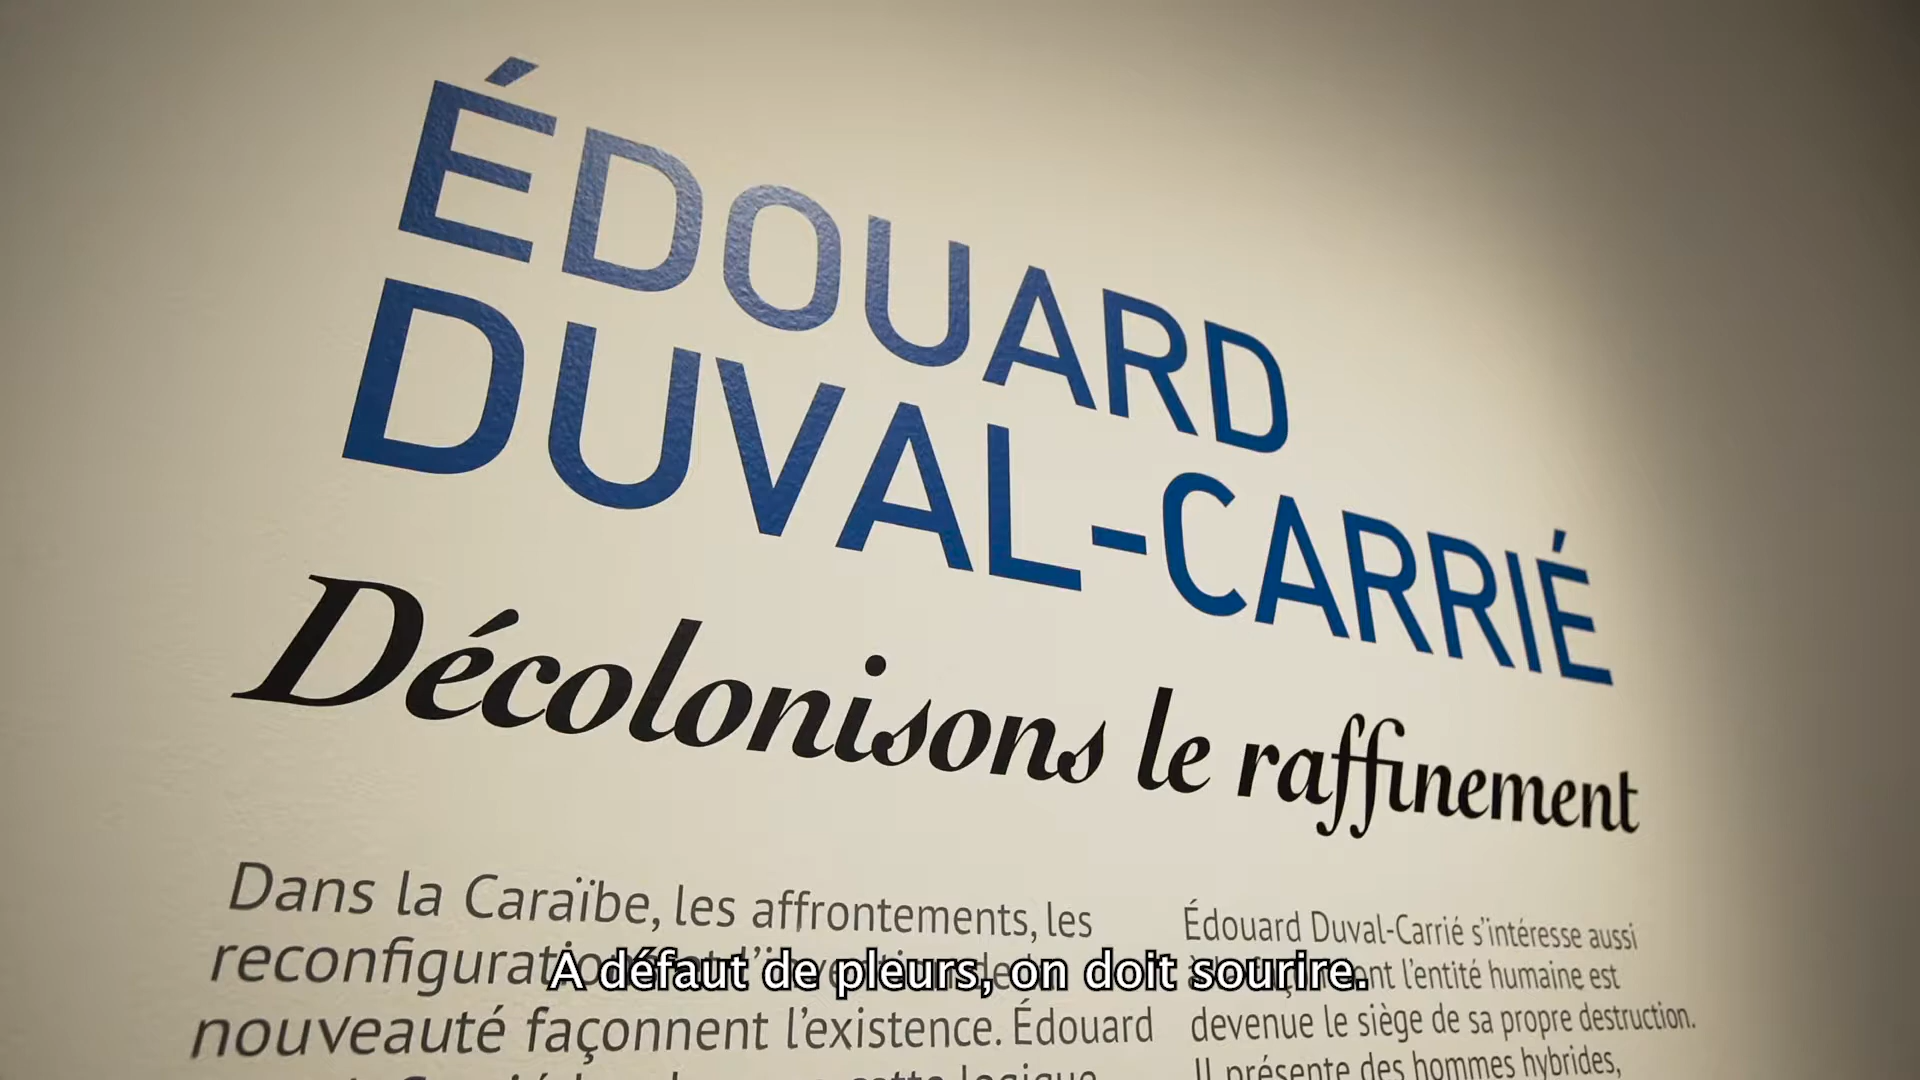 ÉDOUARD
DUVAL-CARRIÉ
Décolonisons le raffinement
Dans la Caraïbe, les affrontements, les
reconfigurat
nouveauté façonnent l'existence. Édouard
Édouard Duval-Carrié s'intéresse aussi
nt l'entité humaine est
devenue le siège de sa propre destruction.
Il présente des hommes hybrides,
A défaut de pleurs, on doit sourire.